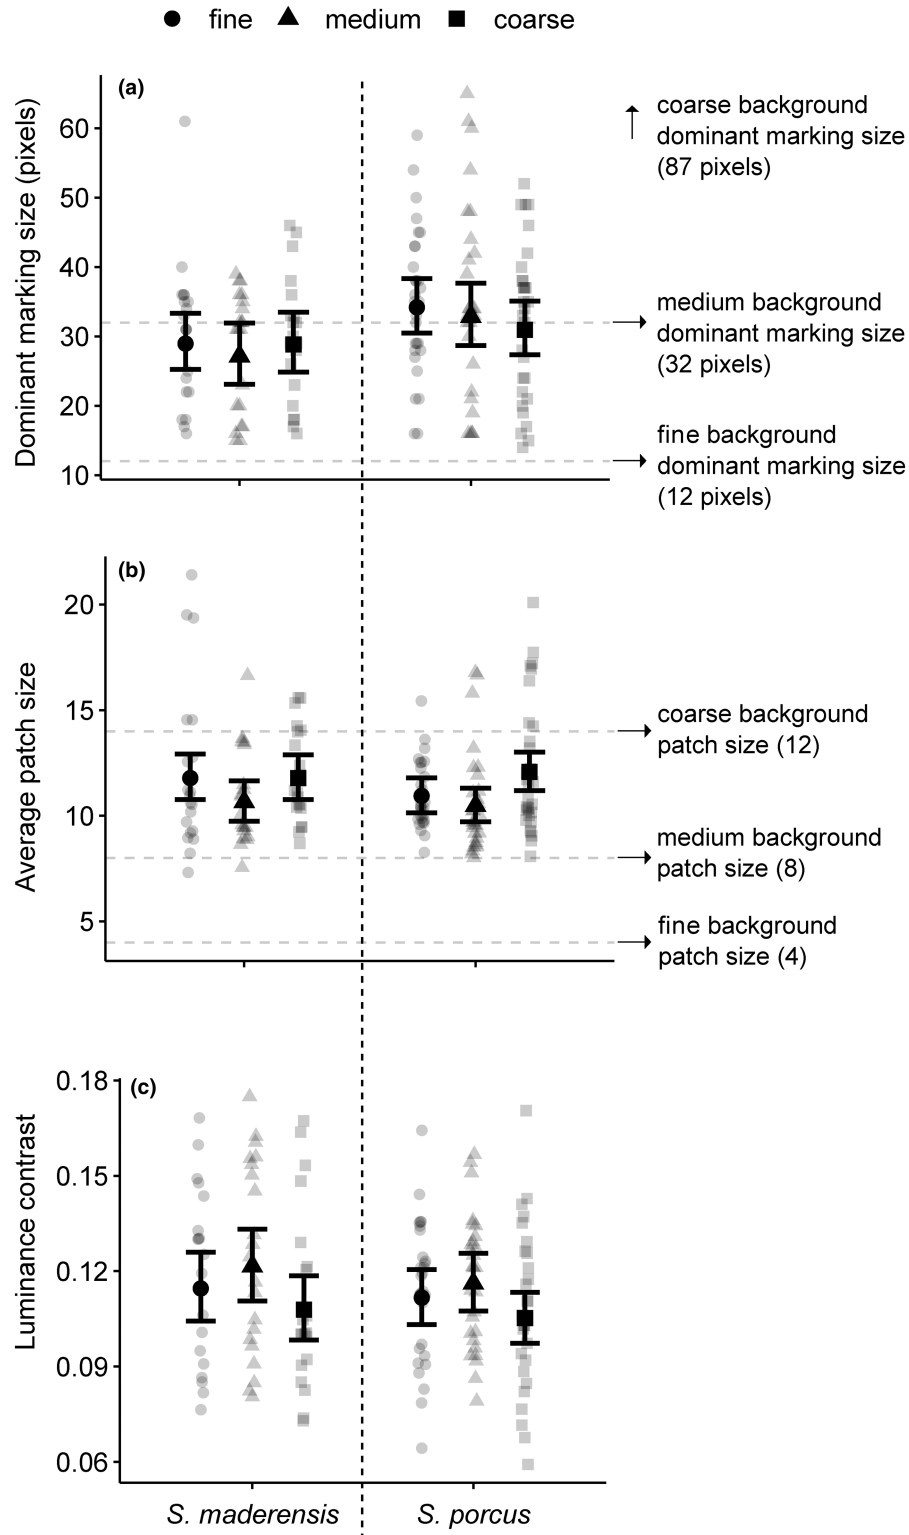 fine medium coarse
(a)
Dominant marking size (pixels)
60
50
40
30
20
10
coarse background
dominant marking size
(87 pixels)
medium background
dominant marking size
(32 pixels)
fine background
dominant marking size
(12 pixels)
(b)
Average patch size
20
15
10
5
coarse background
patch size (12)
medium background
patch size (8)
fine background
patch size (4)
(c)
Luminance contrast
0.18
0.15
0.12
0.09
0.06
S. maderensis S. porcus